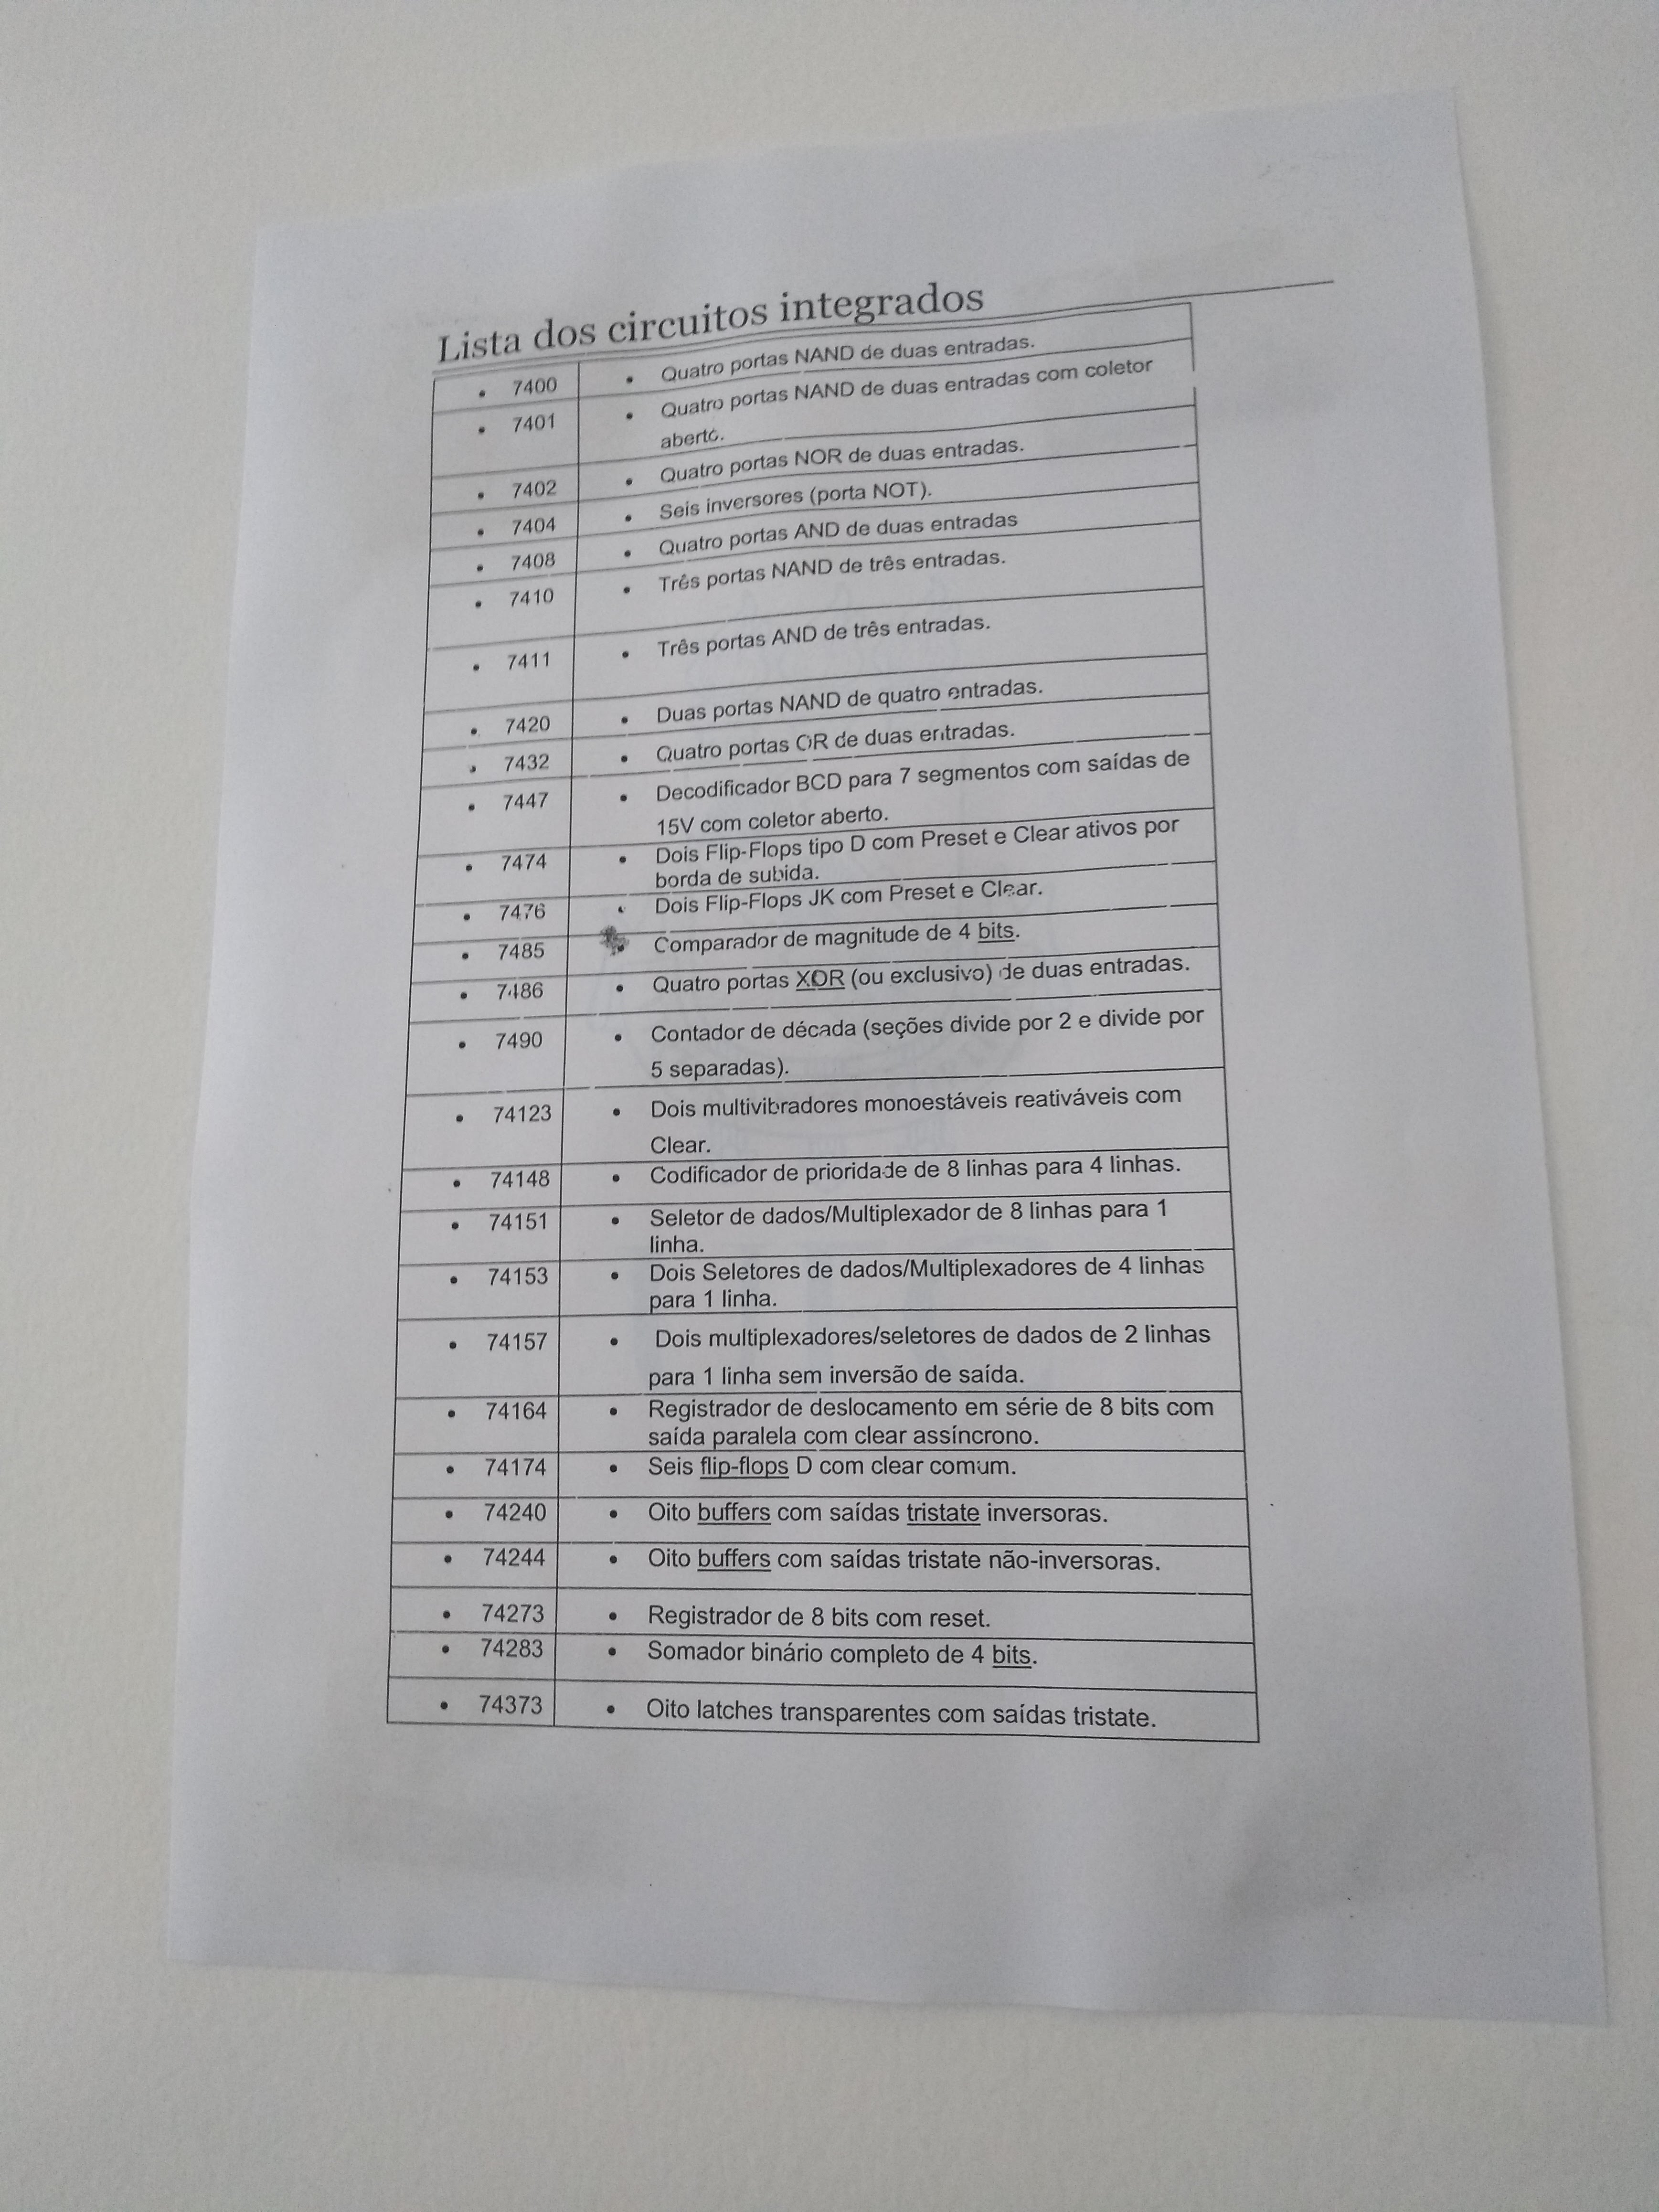 Lista dos circuitos integrados
• 7400 • Quatro portas NAND de duas entradas.
• 7401 • Quatro portas NAND de duas entradas com coletor
aberto.
• 7402 • Quatro portas NOR de duas entradas.
• 7404 • Seis inversores (porta NOT).
• 7408 • Quatro portas AND de duas entradas
• 7410 • Três portas NAND de três entradas.
• 7411 • Três portas AND de três entradas.
• 7420 • Duas portas NAND de quatro entradas.
• 7432 • Quatro portas OR de duas entradas.
• 7447 • Decodificador BCD para 7 segmentos com saídas de
15V com coletor aberto.
• 7474 • Dois Flip-Flops tipo D com Preset e Clear ativos por
borda de subida.
• 7476 • Dois Flip-Flops JK com Preset e Clear.
• 7485 • Comparador de magnitude de 4 bits.
• 7486 • Quatro portas XOR (ou exclusivo) de duas entradas.
• 7490 • Contador de década (seções divide por 2 e divide por
5 separadas).
• 74123 • Dois multivibradores monoestáveis reativáveis com
Clear.
• 74148 • Codificador de prioridade de 8 linhas para 4 linhas.
• 74151 • Seletor de dados/Multiplexador de 8 linhas para 1
linha.
• 74153 • Dois Seletores de dados/Multiplexadores de 4 linhas
para 1 linha.
• 74157 • Dois multiplexadores/seletores de dados de 2 linhas
para 1 linha sem inversão de saída.
• 74164 • Registrador de deslocamento em série de 8 bits com
saída paralela com clear assíncrono.
• 74174 • Seis flip-flops D com clear comum.
• 74240 • Oito buffers com saídas tristate inversoras.
• 74244 • Oito buffers com saídas tristate não-inversoras.
• 74273 • Registrador de 8 bits com reset.
• 74283 • Somador binário completo de 4 bits.
• 74373 • Oito latches transparentes com saídas tristate.